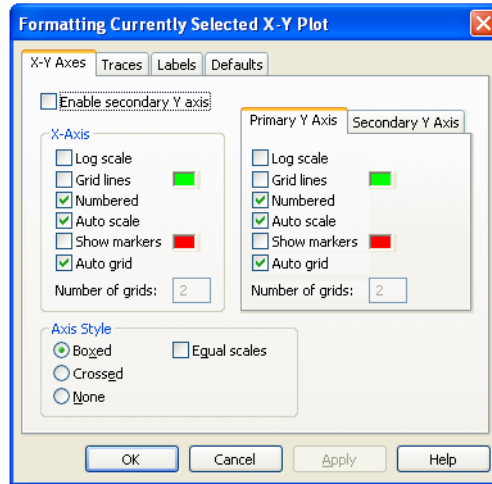 Formatting Currently Selected X-Y Plot
X-Y Axes Traces Labels Defaults
Enable secondary Y axis
X-Axis
Log scale
Grid lines
Numbered
Auto scale
Show markers
Auto grid
Number of grids: 2
Primary Y Axis Secondary Y Axis
Log scale
Grid lines
Numbered
Auto scale
Show markers
Auto grid
Number of grids: 2
Axis Style
Boxed Equal scales
Crossed
None
OK Cancel Apply Help